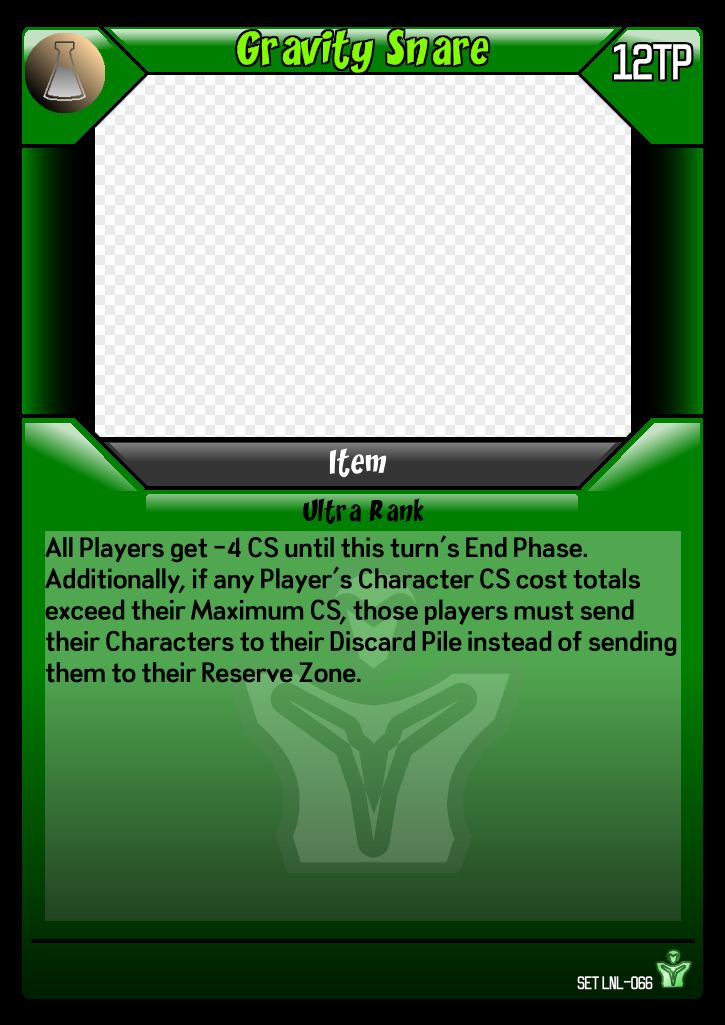 Gravity Snare
12TP
Item
Ultra Rank
All Players get -4 CS until this turn's End Phase.
Additionally, if any Player's Character CS cost totals
exceed their Maximum CS, those players must send
their Characters to their Discard Pile instead of sending
them to their Reserve Zone.
SET LNL-066